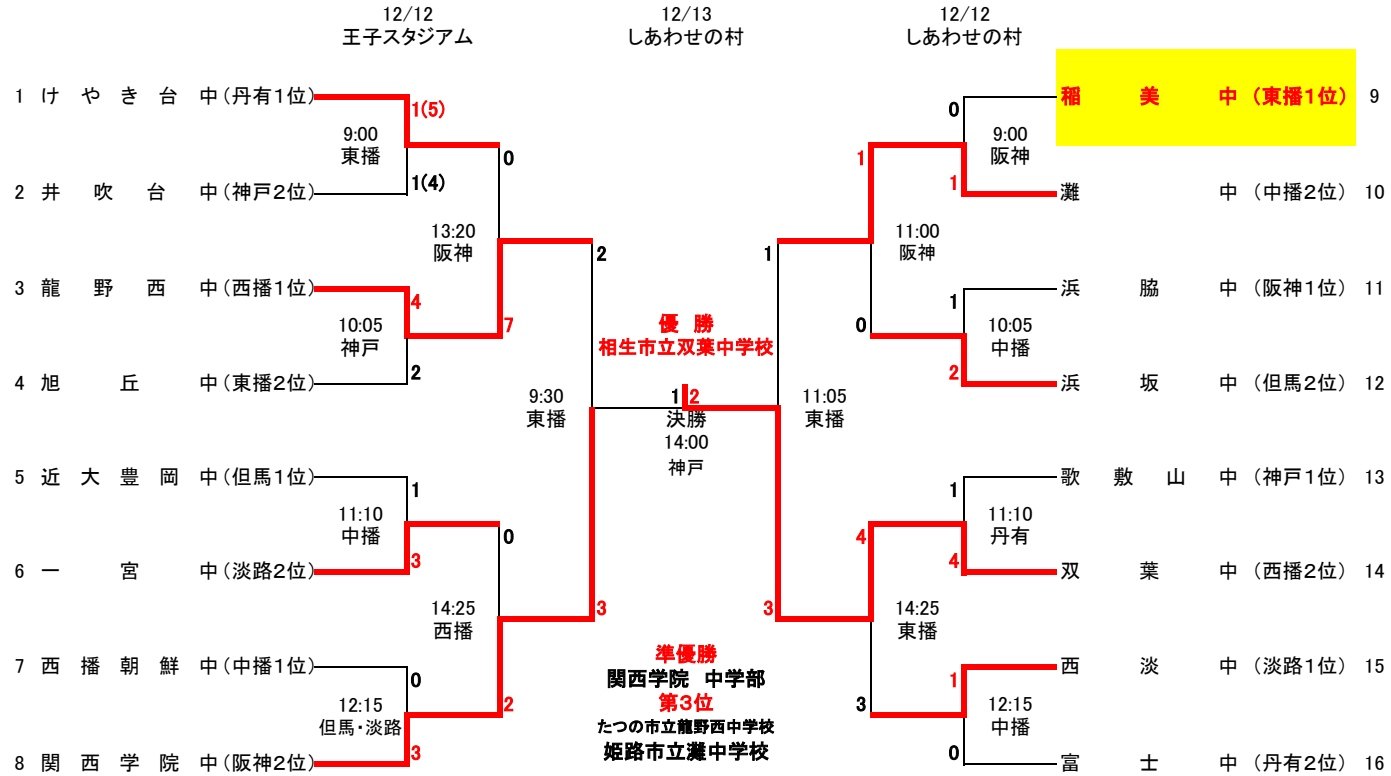 12/12
王子スタジアム
12/13
しあわせの村
12/12
しあわせの村
1 けやき台 中(丹有1位)
1(5)
9:00
東播
0
1(4)
2 井吹台 中(神戸2位)
13:20
阪神
2
3 龍野西 中(西播1位)
4
7
10:05
神戸
2
4 旭丘 中(東播2位)
9:30
東播
5 近大豊岡 中(但馬1位)
1
11:10
中播
0
3
6 一宮 中(淡路2位)
14:25
西播
3
7 西播朝鮮 中(中播1位)
0
2
12:15
但馬・淡路
3
8 関西学院 中(阪神2位)
優 勝
相生市立双葉中学校
1 2
決勝
14:00
神戸
準優勝
関西学院 中学部
第3位
たつの市立龍野西中学校
姫路市立灘中学校
稲美 中 (東播1位) 9
0
9:00
阪神
1
1
灘 中 (中播2位) 10
11:00
阪神
1
浜脇 中 (阪神1位) 11
1
0
10:05
中播
2
浜坂 中 (但馬2位) 12
11:05
東播
歌敷山 中 (神戸1位) 13
1
11:10
丹有
4
4
双葉 中 (西播2位) 14
14:25
東播
3
西淡 中 (淡路1位) 15
1
3
12:15
中播
0
富士 中 (丹有2位) 16